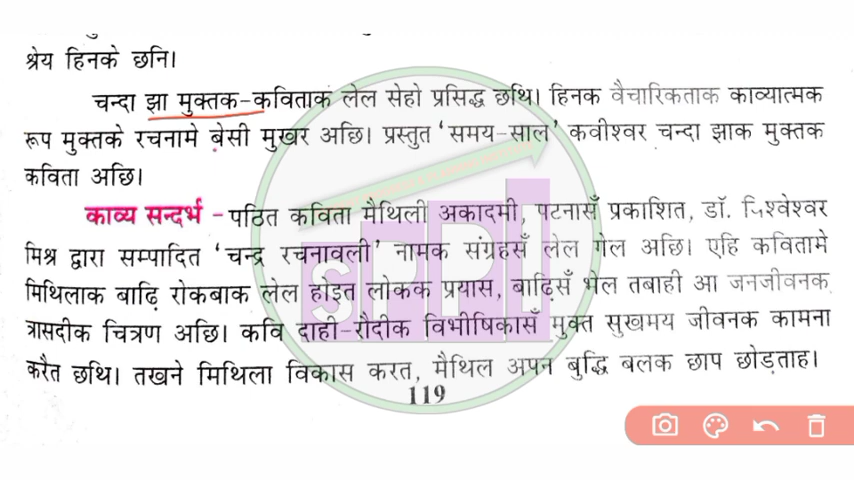 श्रेय हिनके छनि।
चन्दा झा मुक्तक-कविताक लेल सेहो प्रसिद्ध छथि। हिनक वैचारिकताक काव्यात्मक
रूप मुक्तके रचनामे बेसी मुखर अछि। प्रस्तुत 'समय-साल' कवीश्वर चन्दा झाक मुक्तक
कविता अछि।
काव्य सन्दर्भ - पठित कविता मैथिली अकादमी, पटनासँ प्रकाशित, डॉ. विश्वेश्वर
मिश्र द्वारा सम्पादित 'चन्द्र रचनावली' नामक संग्रहसँ लेल गेल अछि। एहि कवितामे
मिथिलाक बाढ़ि रोकबाक लेल होइत लोकक प्रयास, बाढ़िसँ भेल तबाही आ जनजीवनक
त्रासदीक चित्रण अछि। कवि दाही-रौदीक विभीषिकासँ मुक्त सुखमय जीवनक कामना
करैत छथि। तखने मिथिला विकास करत, मैथिल अपन बुद्धि बलक छाप छोड़ताह।
119
SPPI